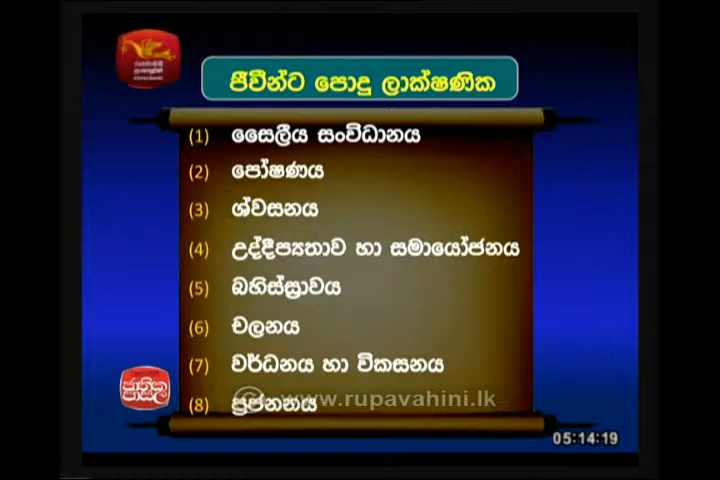 ජීවීන්ට පොදු ලාක්ෂණික
(1) සෛලීය සංවිධානය
(2) පෝෂණය
(3) ශ්වසනය
(4) උද්දීප්‍යතාව හා සමායෝජනය
(5) බහිස්ස්‍රාවය
(6) චලනය
(7) වර්ධනය හා විකසනය
(8) ප්‍රජනනය
www.rupavahini.lk
ජාතික
පාසල
05:14:19